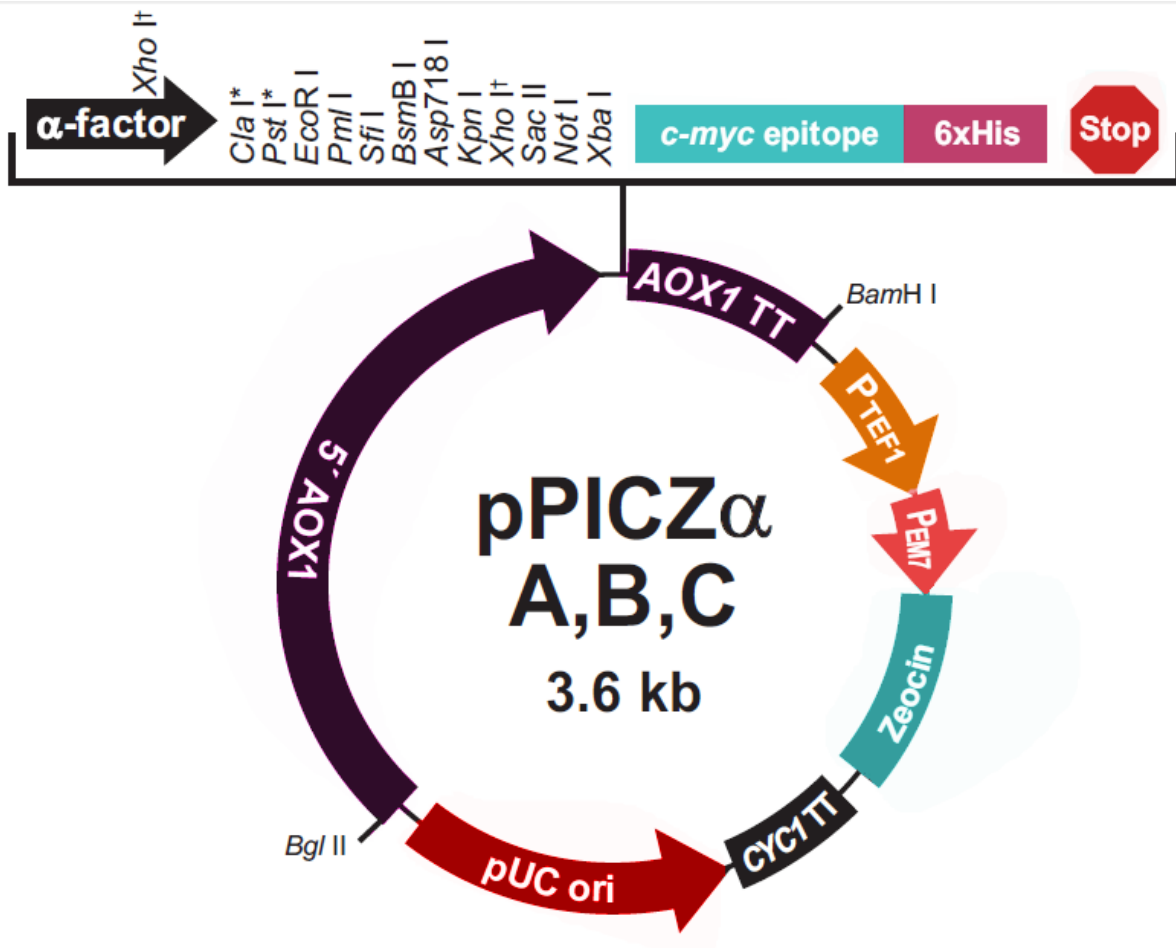 Xho I†
α-factor
Cla I*
Pst I*
EcoR I
Pml I
Sfi I
BsmB I
Asp718 I
Kpn I
Xho I†
Sac II
Not I
Xba I
c-myc epitope
6xHis
Stop
AOX1 TT
BamH I
PTEF1
PEM7
Zeocin
CYC1 TT
pUC ori
Bgl II
5´ AOX1
pPICZα
A,B,C
3.6 kb